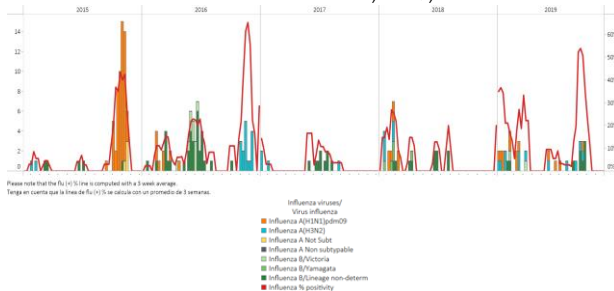 2015 2016 2017 2018 2019
14
12
10
8
6
4
2
0
60%
50%
40%
30%
20%
10%
0%
Please note that the flu (+) % line is computed with a 3 week average.
Tenga en cuenta que la línea de flu (+) % se calcula con un promedio de 3 semanas.
Influenza viruses/
Virus influenza
Influenza A(H1N1)pdm09
Influenza A(H3N2)
Influenza A Not Subt
Influenza A Non subtypable
Influenza B/Victoria
Influenza B/Yamagata
Influenza B/Lineage non-determ
Influenza % positivity